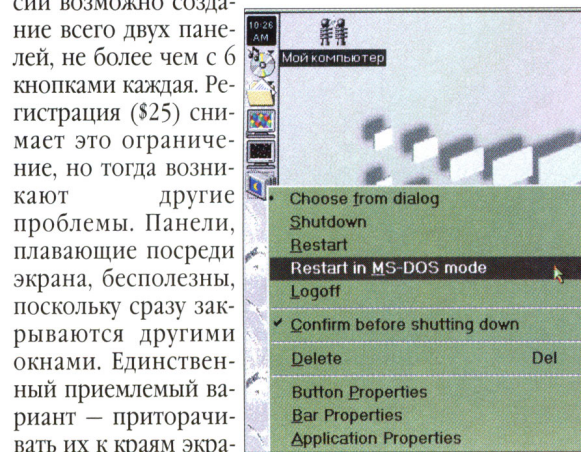 сии возможно созда-
ние всего двух пане-
лей, не более чем с 6
кнопками каждая. Ре-
гистрация ($25) сни-
мает это ограниче-
ние, но тогда возни-
кают другие
проблемы. Панели,
плавающие посреди
экрана, бесполезны,
поскольку сразу зак-
рываются другими
окнами. Единствен-
ный приемлемый ва-
риант — приторачи-
вать их к краям экра-
10:26
AM
Мой компьютер
Choose from dialog
Shutdown
Restart
Restart in MS-DOS mode
Logoff
Confirm before shutting down
Delete Del
Button Properties
Bar Properties
Application Properties